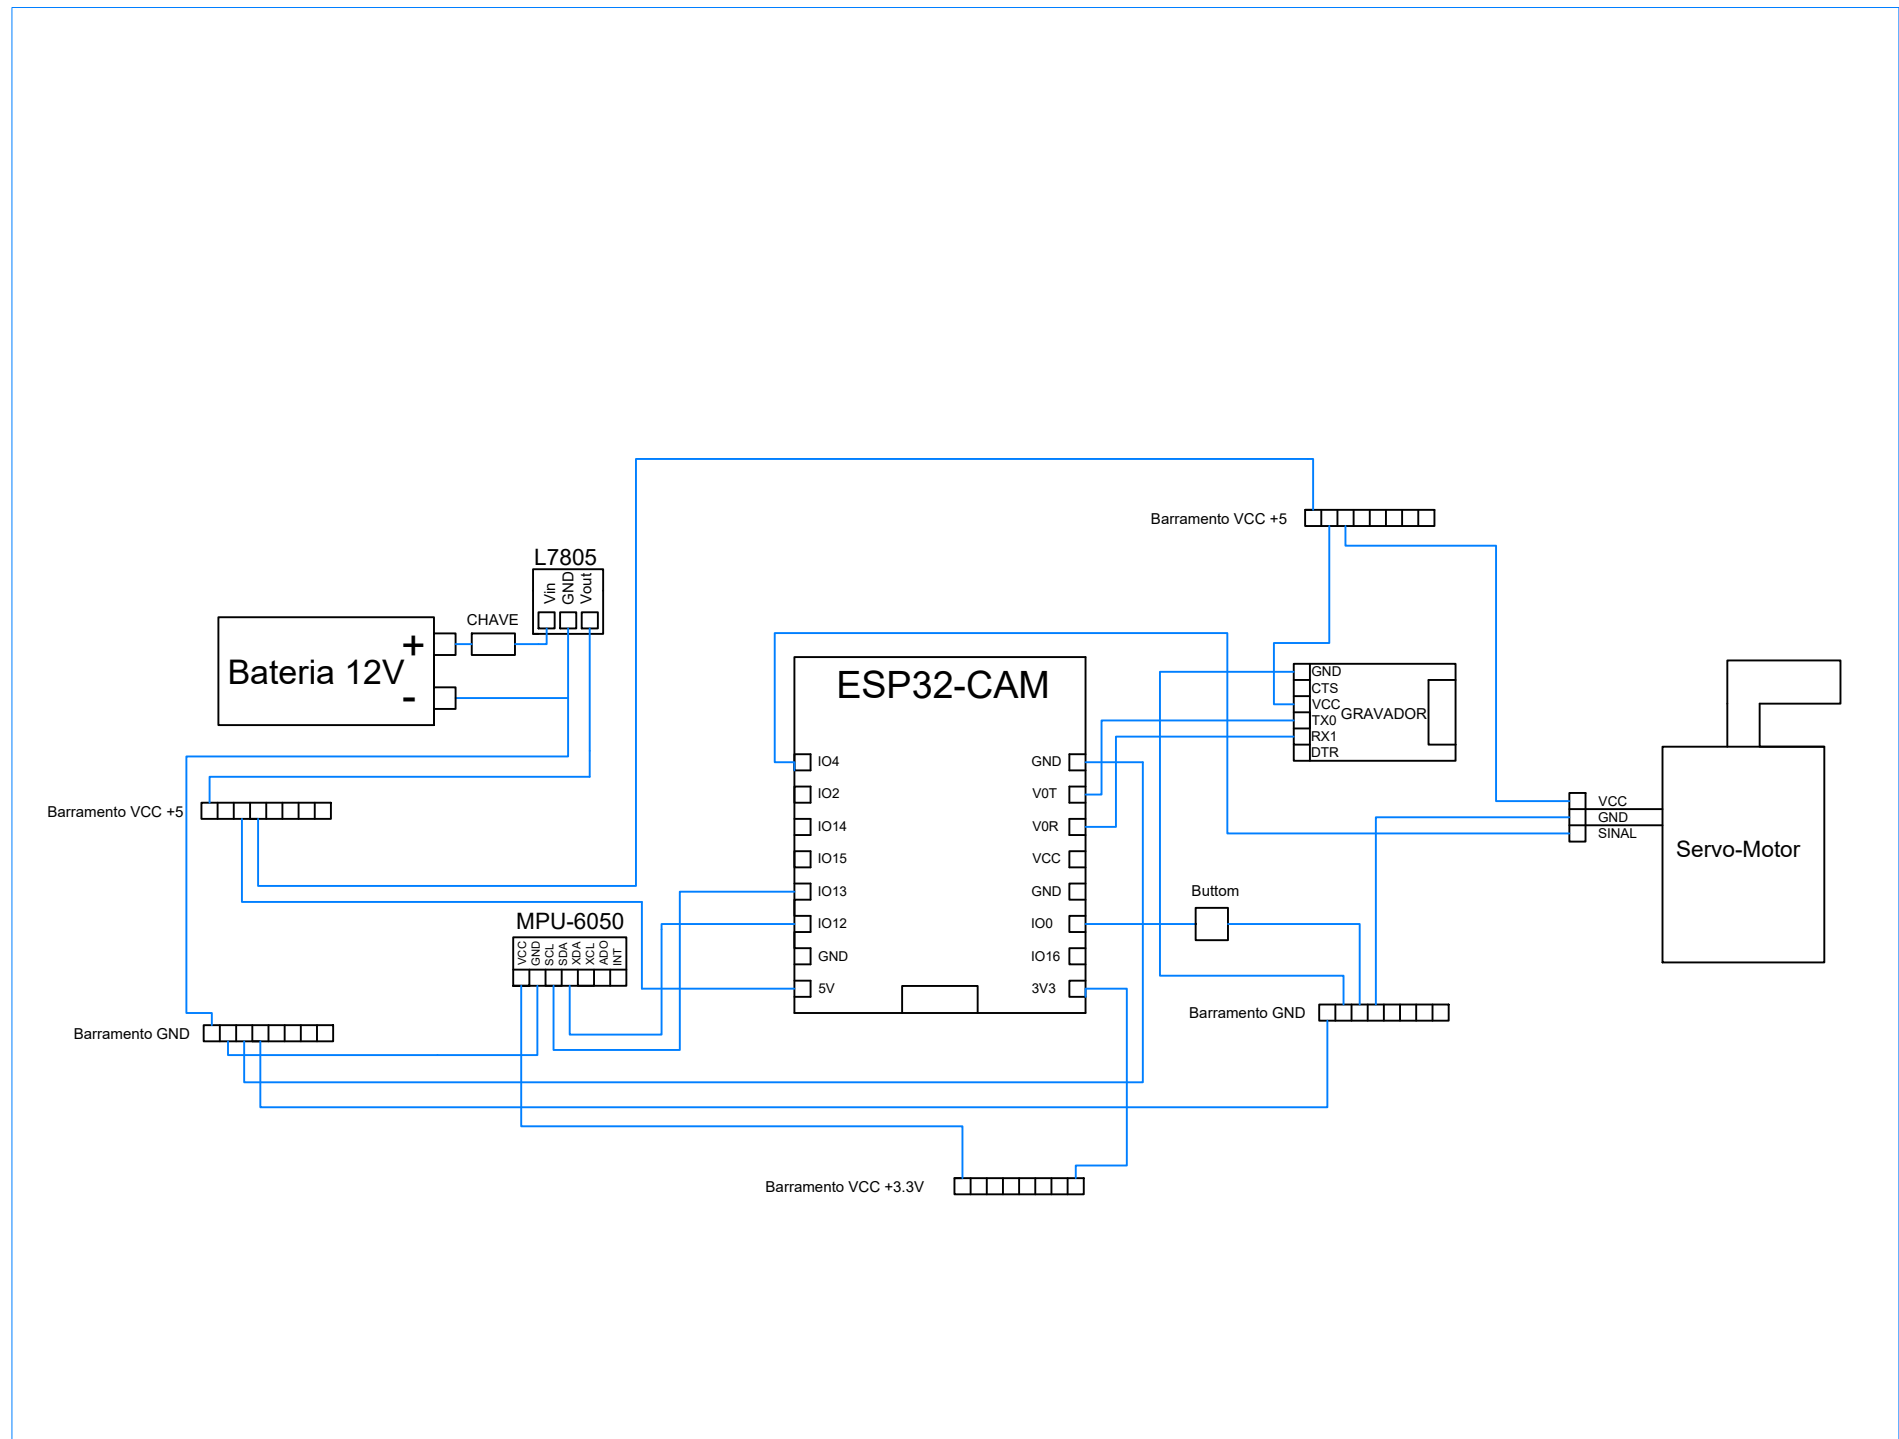 Barramento VCC +5
L7805
Vin
GND
Vout
CHAVE
+
Bateria 12V
-
ESP32-CAM
IO4
IO2
IO14
IO15
IO13
IO12
GND
5V
GND
V0T
V0R
VCC
GND
IO0
IO16
3V3
GND
CTS
VCC
TX0
RX1
DTR
GRAVADOR
VCC
GND
SINAL
Servo-Motor
Barramento VCC +5
Buttom
MPU-6050
VCC
GND
SCL
SDA
XDA
XCL
ADO
INT
Barramento GND
Barramento GND
Barramento VCC +3.3V